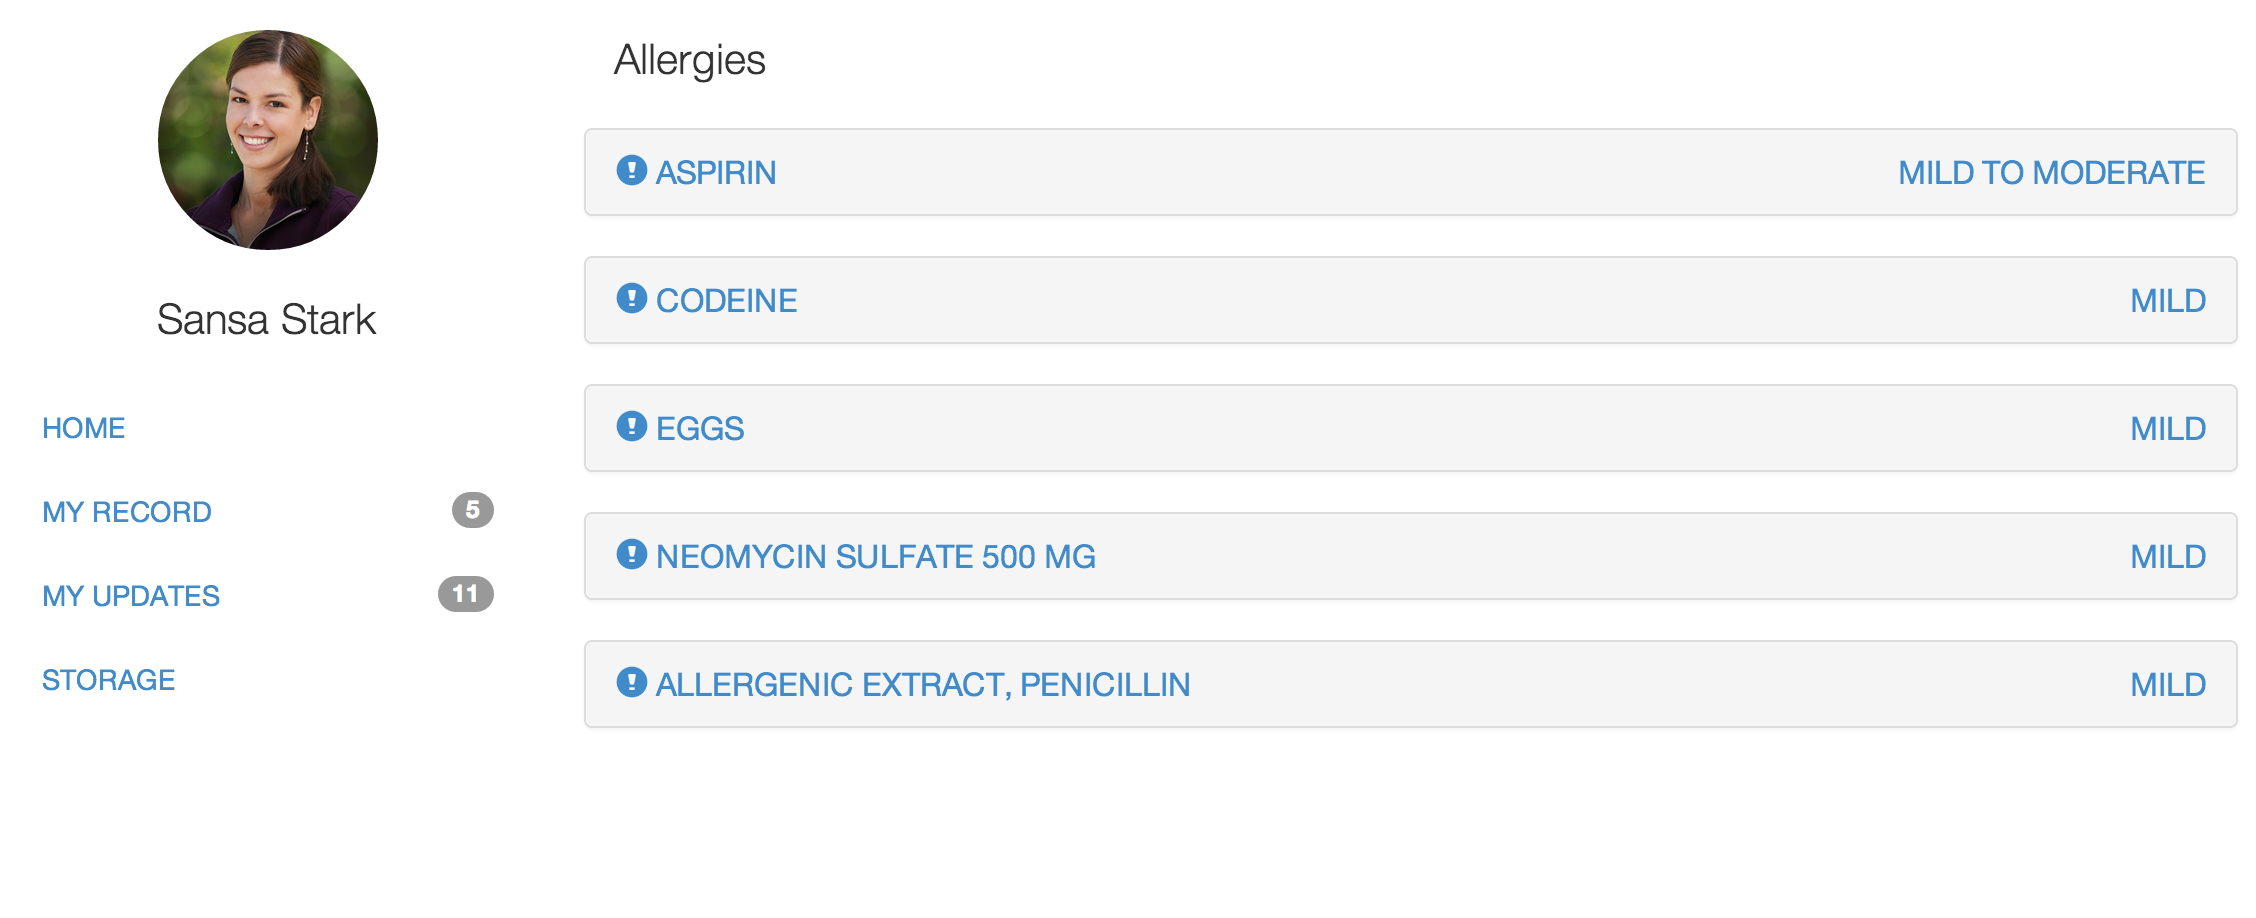 Sansa Stark
HOME
MY RECORD 5
MY UPDATES 11
STORAGE
Allergies
ASPIRIN MILD TO MODERATE
CODEINE MILD
EGGS MILD
NEOMYCIN SULFATE 500 MG MILD
ALLERGENIC EXTRACT, PENICILLIN MILD